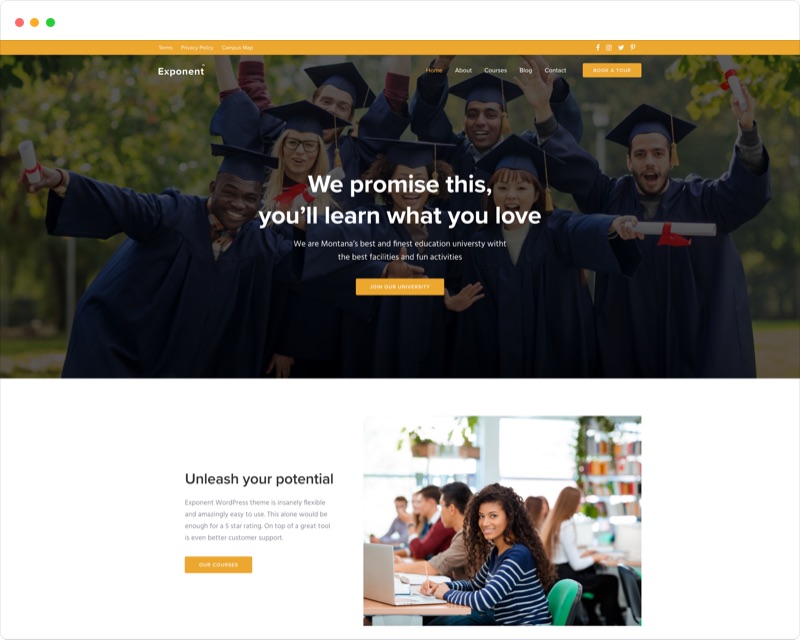 Terms Privacy Policy Campus Map
Exponent
Home About Courses Blog Contact BOOK A TOUR
We promise this,
you'll learn what you love
We are Montana's best and finest education universty witht
the best facilities and fun activities
JOIN OUR UNIVERSITY
Unleash your potential
Exponent WordPress theme is insanely flexible
and amazingly easy to use. This alone would be
enough for a 5 star rating. On top of a great tool
is even better customer support.
OUR COURSES